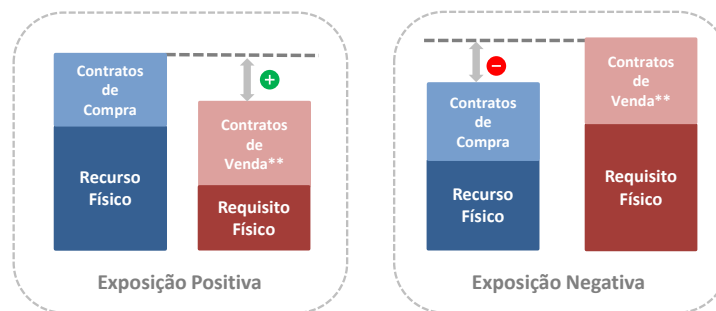 Contratos
de
Compra
Recurso
Físico
+
Contratos
de
Venda**
Requisito
Físico
Exposição Positiva
−
Contratos
de
Compra
Recurso
Físico
Contratos
de
Venda**
Requisito
Físico
Exposição Negativa